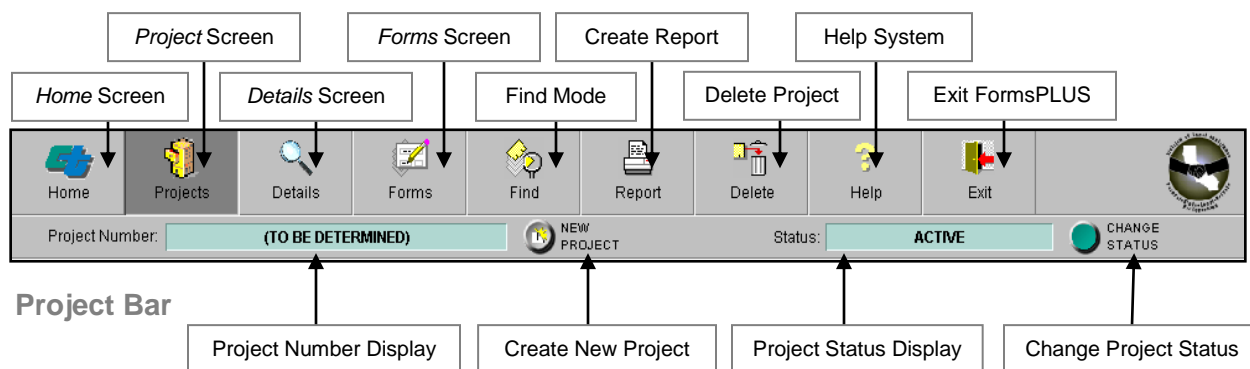 Project Screen
Forms Screen
Create Report
Help System
Home Screen
Details Screen
Find Mode
Delete Project
Exit FormsPLUS
Home
Projects
Details
Forms
Find
Report
Delete
Help
Exit
Project Number:
(TO BE DETERMINED)
NEW
PROJECT
Status:
ACTIVE
CHANGE
STATUS
Project Bar
Project Number Display
Create New Project
Project Status Display
Change Project Status